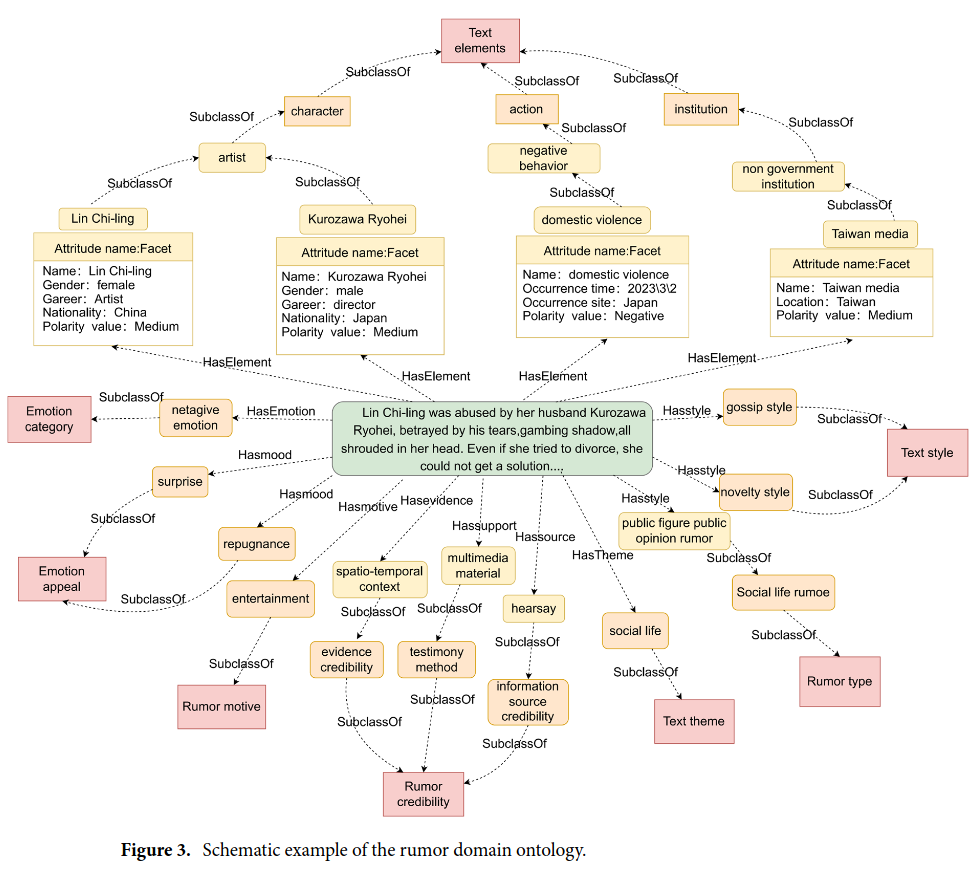 Text
elements
SubclassOf
SubclassOf
SubclassOf
character
action
institution
SubclassOf
SubclassOf
SubclassOf
artist
negative
behavior
non government
institution
SubclassOf
SubclassOf
SubclassOf
SubclassOf
Lin Chi-ling
Kurozawa Ryohei
domestic violence
Taiwan media
Attritude name:Facet
Name: Lin Chi-ling
Gender: female
Gareer: Artist
Nationality: China
Polarity value: Medium
Attritude name:Facet
Name: Kurozawa Ryohei
Gender: male
Gareer: director
Nationality: Japan
Polarity value: Medium
Attritude name:Facet
Name: domestic violence
Occurrence time: 2023\3\2
Occurrence site: Japan
Polarity value: Negative
Attritude name:Facet
Name: Taiwan media
Location: Taiwan
Polarity value: Medium
HasElement
HasElement
HasElement
HasElement
Emotion
category
SubclassOf
netagive
emotion
HasEmotion
Lin Chi-ling was abused by her husband Kurozawa
Ryohei, betrayed by his tears,gambing shadow,all
shrouded in her head. Even if she tried to divorce, she
could not get a solution....
Hasstyle
gossip style
SubclassOf
Text style
Hasmood
surprise
SubclassOf
Hasmood
repugnance
Emotion
appeal
SubclassOf
Hasmotive
entertainment
SubclassOf
Rumor motive
Hasevidence
spatio-temporal
context
SubclassOf
evidence
credibility
SubclassOf
Hassupport
multimedia
material
SubclassOf
testimony
method
SubclassOf
Hassource
hearsay
SubclassOf
information
source
credibility
SubclassOf
Rumor
credibility
HasTheme
social life
SubclassOf
Text theme
Hasstyle
public figure public
opinion rumor
SubclassOf
Social life rumoe
SubclassOf
Rumor type
Hasstyle
novelty style
SubclassOf
Figure 3. Schematic example of the rumor domain ontology.